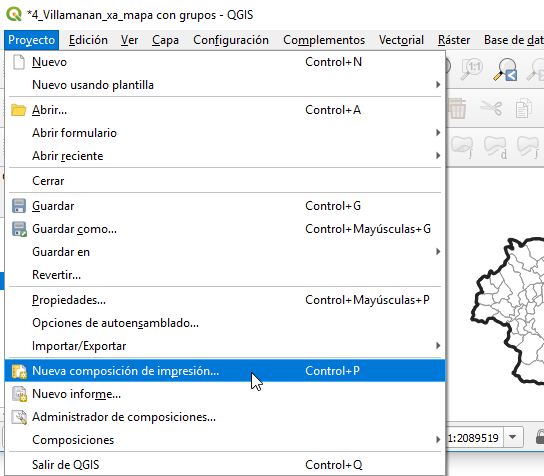 *4_Villamanan_xa_mapa con grupos - QGIS
Proyecto Edición Ver Capa Configuración Complementos Vectorial Ráster Base de dat
Nuevo Control+N
Nuevo usando plantilla
Abrir... Control+A
Abrir formulario
Abrir reciente
Cerrar
Guardar Control+G
Guardar como... Control+Mayúsculas+G
Guardar en
Revertir...
Propiedades... Control+Mayúsculas+P
Opciones de autoensamblado...
Importar/Exportar
Nueva composición de impresión... Control+P
Nuevo informe...
Administrador de composiciones...
Composiciones
1:2089519
Salir de QGIS Control+Q